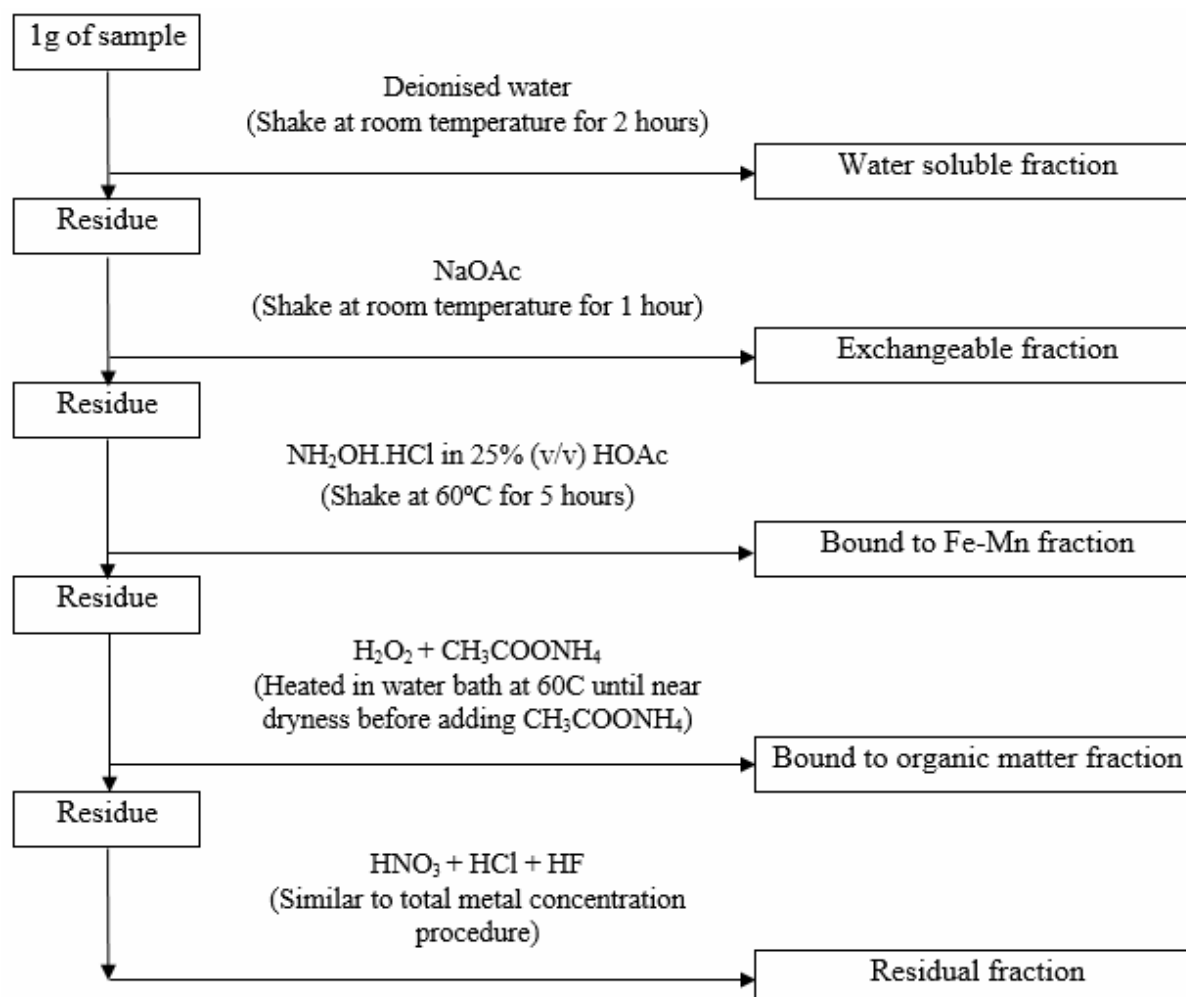 1g of sample
Deionised water
(Shake at room temperature for 2 hours)
Water soluble fraction
Residue
NaOAc
(Shake at room temperature for 1 hour)
Exchangeable fraction
Residue
NH₂OH.HCl in 25% (v/v) HOAc
(Shake at 60ºC for 5 hours)
Bound to Fe-Mn fraction
Residue
H₂O₂ + CH₃COONH₄
(Heated in water bath at 60C until near
dryness before adding CH₃COONH₄)
Bound to organic matter fraction
Residue
HNO₃ + HCl + HF
(Similar to total metal concentration
procedure)
Residual fraction